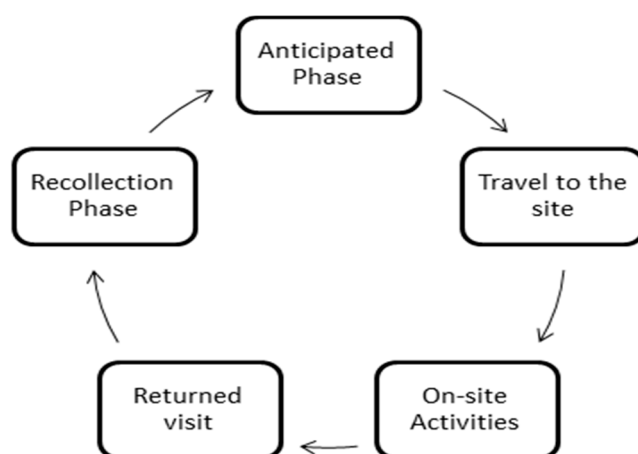 Anticipated
Phase
Travel to the
site
On-site
Activities
Returned
visit
Recollection
Phase